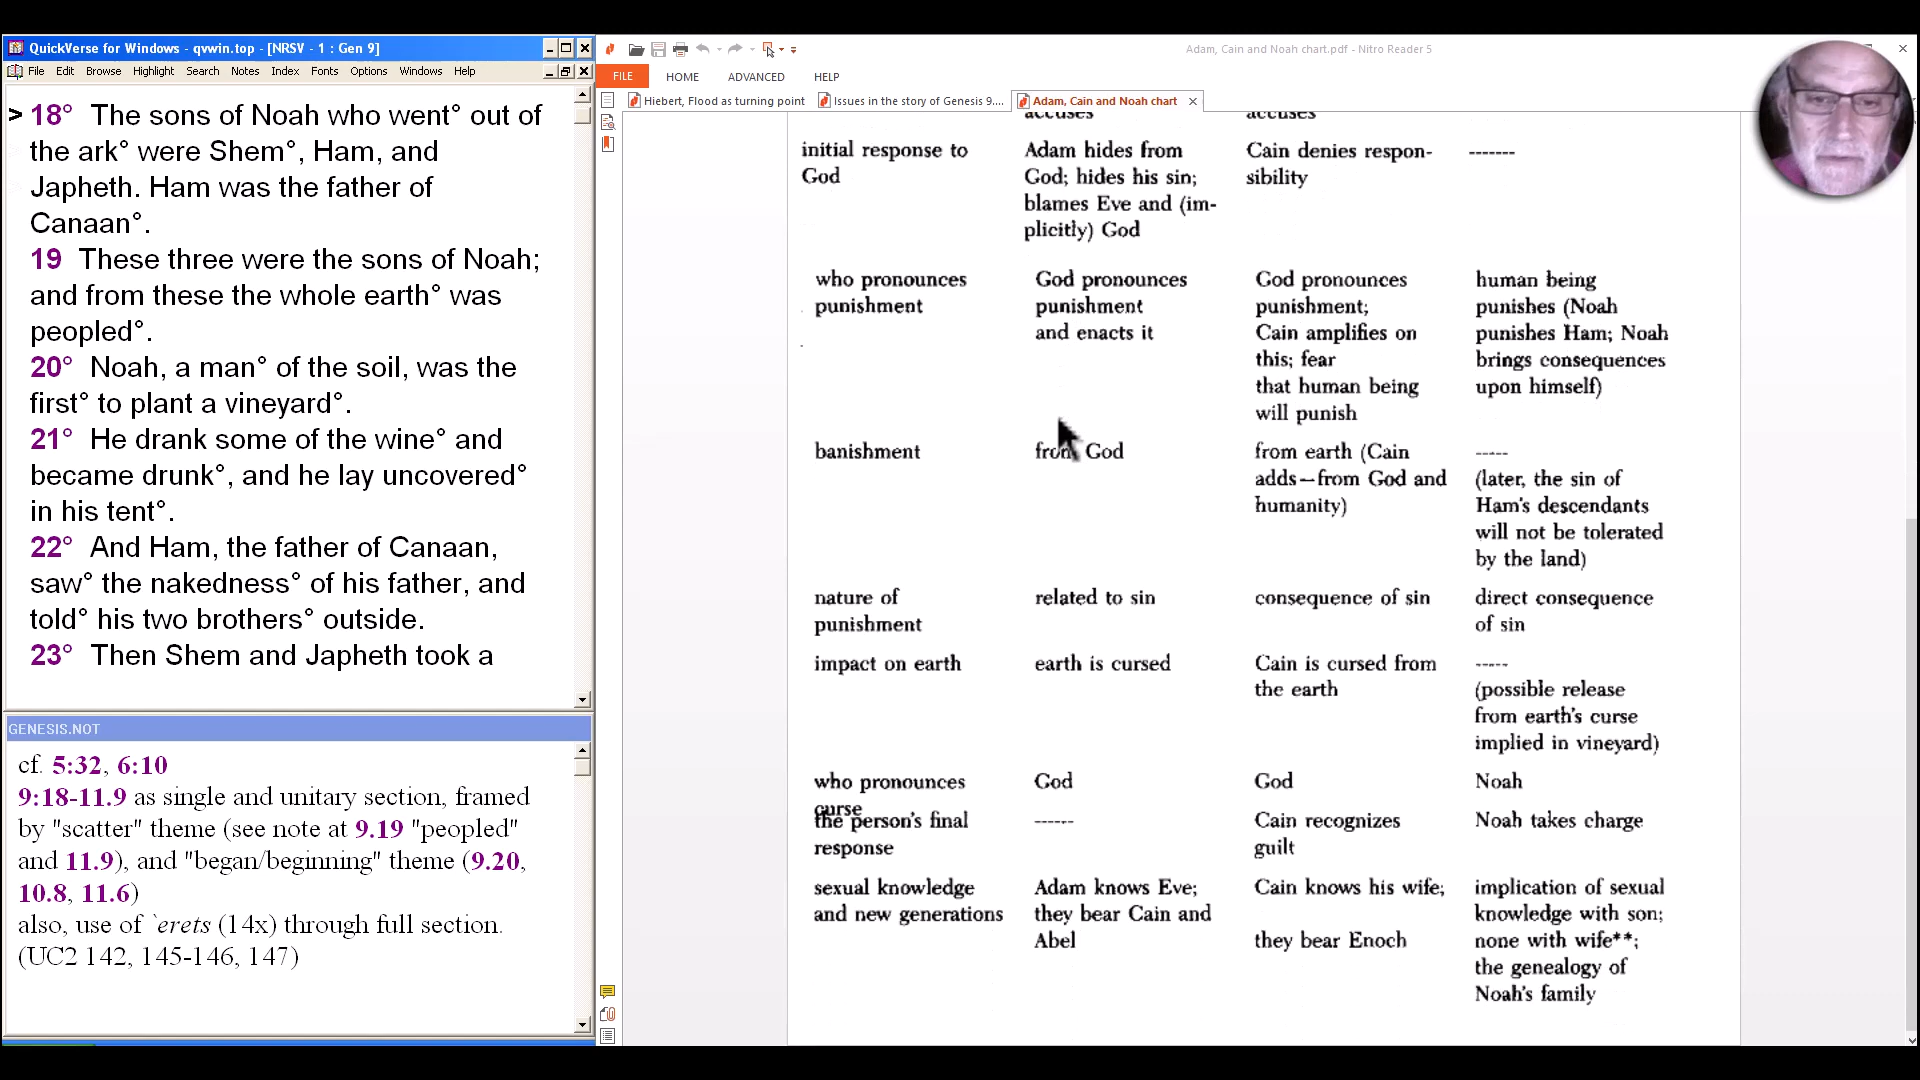 QuickVerse for Windows - qvwin.top - [NRSV - 1 : Gen 9]
File Edit Browse Highlight Search Notes Index Fonts Options Windows Help
> 18° The sons of Noah who went° out of
the ark° were Shem°, Ham, and
Japheth. Ham was the father of
Canaan°.
19 These three were the sons of Noah;
and from these the whole earth° was
peopled°.
20° Noah, a man° of the soil, was the
first° to plant a vineyard°.
21° He drank some of the wine° and
became drunk°, and he lay uncovered°
in his tent°.
22° And Ham, the father of Canaan,
saw° the nakedness° of his father, and
told° his two brothers° outside.
23° Then Shem and Japheth took a
GENESIS.NOT
cf. 5:32, 6:10
9:18-11.9 as single and unitary section, framed
by "scatter" theme (see note at 9.19 "peopled"
and 11.9), and "began/beginning" theme (9.20,
10.8, 11.6)
also, use of `erets (14x) through full section.
(UC2 142, 145-146, 147)
Adam, Cain and Noah chart.pdf - Nitro Reader 5
FILE HOME ADVANCED HELP
Hiebert, Flood as turning point
Issues in the story of Genesis 9....
Adam, Cain and Noah chart
accuses
accuses
initial response to
God
Adam hides from
God; hides his sin;
blames Eve and (im-
plicitly) God
Cain denies respon-
sibility
-------
who pronounces
punishment
God pronounces
punishment
and enacts it
God pronounces
punishment;
Cain amplifies on
this; fear
that human being
will punish
human being
punishes (Noah
punishes Ham; Noah
brings consequences
upon himself)
banishment
from God
from earth (Cain
adds—from God and
humanity)
-----
(later, the sin of
Ham's descendants
will not be tolerated
by the land)
nature of
punishment
related to sin
consequence of sin
direct consequence
of sin
impact on earth
earth is cursed
Cain is cursed from
the earth
-----
(possible release
from earth's curse
implied in vineyard)
who pronounces
curse
God
God
Noah
the person's final
response
------
Cain recognizes
guilt
Noah takes charge
sexual knowledge
and new generations
Adam knows Eve;
they bear Cain and
Abel
Cain knows his wife;
they bear Enoch
implication of sexual
knowledge with son;
none with wife**;
the genealogy of
Noah's family